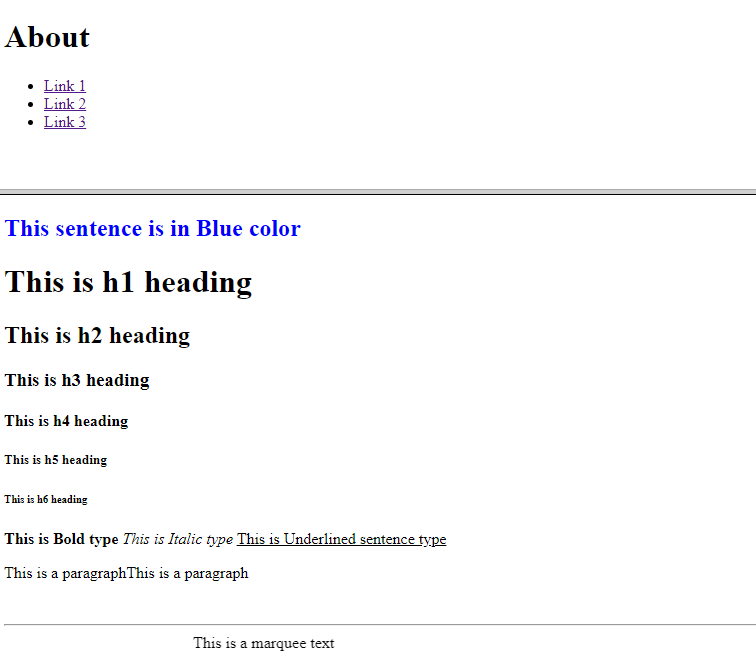 About
Link 1
Link 2
Link 3
This sentence is in Blue color
This is h1 heading
This is h2 heading
This is h3 heading
This is h4 heading
This is h5 heading
This is h6 heading
This is Bold type This is Italic type This is Underlined sentence type
This is a paragraphThis is a paragraph
This is a marquee text